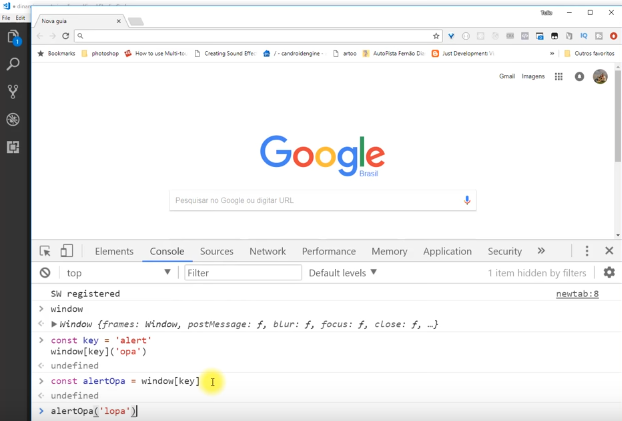 File Edit
Nova guia
Bookmarks photoshop How to use Multi-to Creating Sound Effec / - candroidengine - artoo AutoPista Fernão Dia Just Development: V » Outros favoritos
Gmail Imagens
Google
Brasil
Pesquisar no Google ou digitar URL
Elements Console Sources Network Performance Memory Application Security »
top ▼ Filter Default levels ▼ 1 item hidden by filters
SW registered newtab:8
> window
<· ▶ Window {frames: Window, postMessage: ƒ, blur: ƒ, focus: ƒ, close: ƒ, …}
> const key = 'alert'
window[key]('opa')
<· undefined
> const alertOpa = window[key]
<· undefined
> alertOpa('lopa')